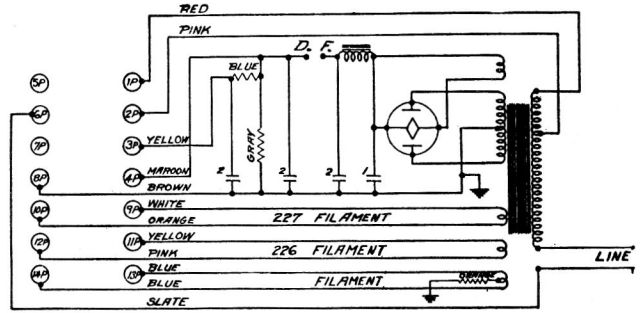 RED
PINK
D. F.
BLUE
5P 1P
6P 2P
7P 3P YELLOW
GRAY
8P 4P MAROON 2 2 2 1
BROWN
9P WHITE
10P ORANGE 227 FILAMENT
11P YELLOW
12P PINK 226 FILAMENT
LINE
13P BLUE
ORANGE
14P BLUE FILAMENT
SLATE